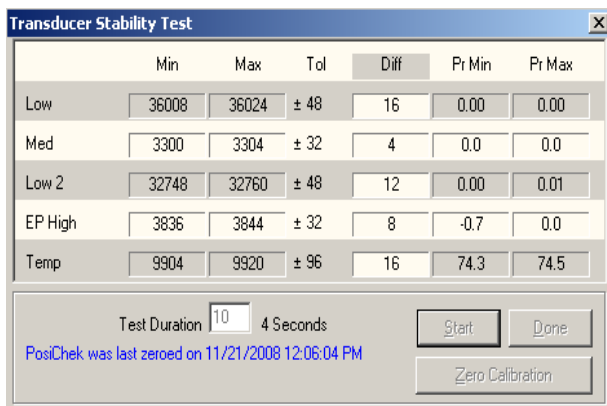 Transducer Stability Test
Min Max Tol Diff Pr Min Pr Max
Low 36008 36024 ± 48 16 0.00 0.00
Med 3300 3304 ± 32 4 0.0 0.0
Low 2 32748 32760 ± 48 12 0.00 0.01
EP High 3836 3844 ± 32 8 -0.7 0.0
Temp 9904 9920 ± 96 16 74.3 74.5
Test Duration 10 4 Seconds
Start Done
PosiChek was last zeroed on 11/21/2008 12:06:04 PM
Zero Calibration